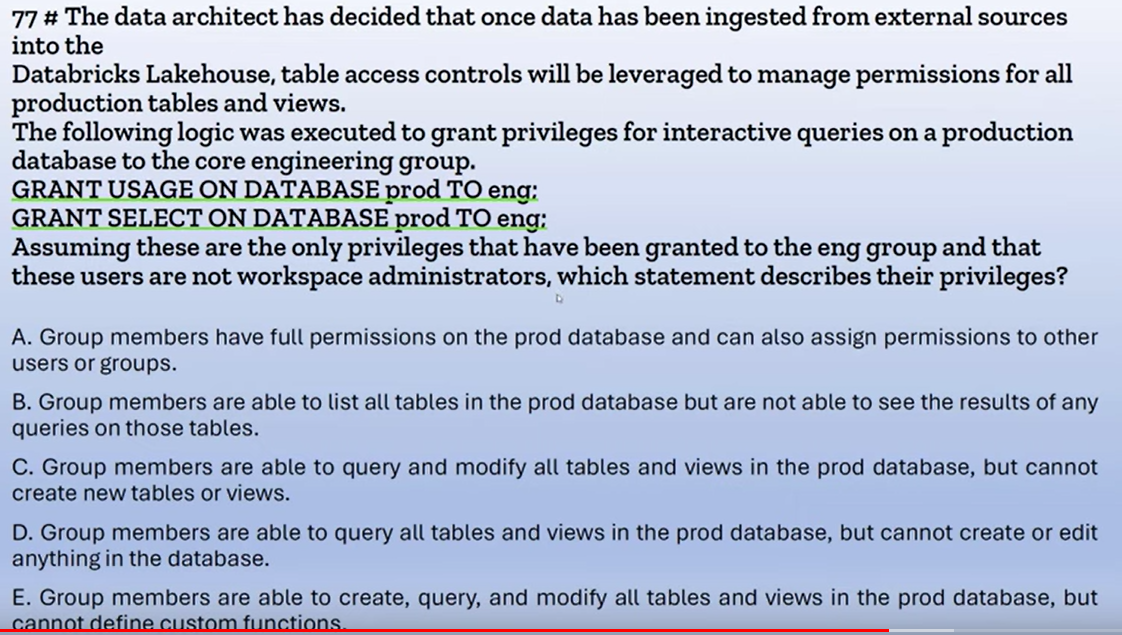 77 # The data architect has decided that once data has been ingested from external sources
into the
Databricks Lakehouse, table access controls will be leveraged to manage permissions for all
production tables and views.
The following logic was executed to grant privileges for interactive queries on a production
database to the core engineering group.
GRANT USAGE ON DATABASE prod TO eng;
GRANT SELECT ON DATABASE prod TO eng;
Assuming these are the only privileges that have been granted to the eng group and that
these users are not workspace administrators, which statement describes their privileges?
A. Group members have full permissions on the prod database and can also assign permissions to other
users or groups.
B. Group members are able to list all tables in the prod database but are not able to see the results of any
queries on those tables.
C. Group members are able to query and modify all tables and views in the prod database, but cannot
create new tables or views.
D. Group members are able to query all tables and views in the prod database, but cannot create or edit
anything in the database.
E. Group members are able to create, query, and modify all tables and views in the prod database, but
cannot define custom functions.